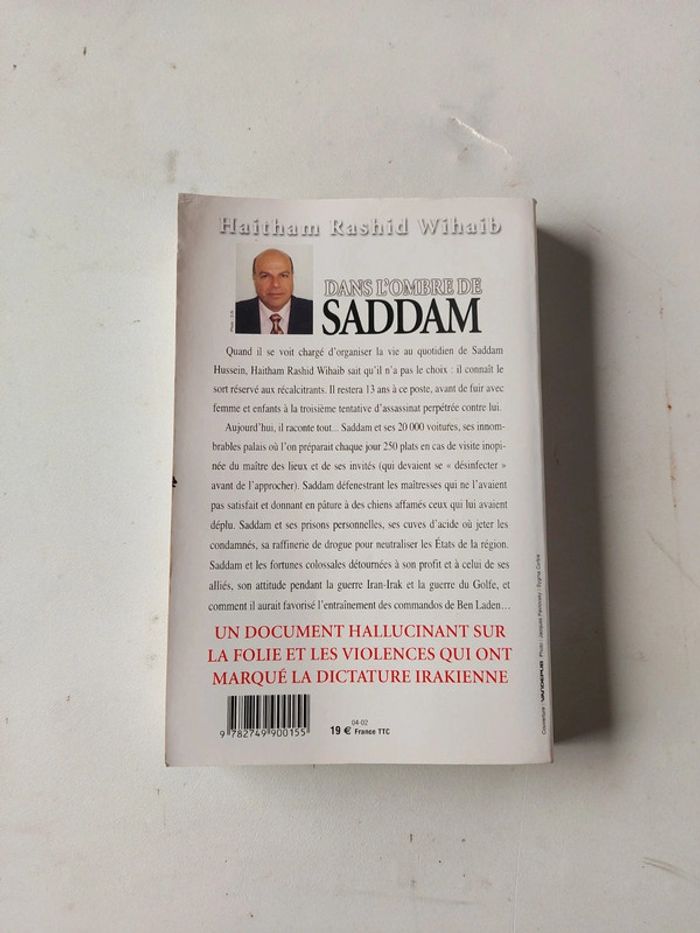 Haitham Rashid Wihaib
DANS L'OMBRE DE
SADDAM
Quand il se voit chargé d'organiser la vie au quotidien de Saddam
Hussein, Haitham Rashid Wihaib sait qu'il n'a pas le choix : il connaît le
sort réservé aux récalcitrants. Il restera 13 ans à ce poste, avant de fuir avec
femme et enfants à la troisième tentative d'assassinat perpétrée contre lui.
Aujourd'hui, il raconte tout... Saddam et ses 20 000 voitures, ses innom-
brables palais où l'on préparait chaque jour 250 plats en cas de visite inopi-
née du maître des lieux et de ses invités (qui devaient se « désinfecter »
avant de l'approcher). Saddam défenestrant les maîtresses qui ne l'avaient
pas satisfait et donnant en pâture à des chiens affamés ceux qui lui avaient
déplu. Saddam et ses prisons personnelles, ses cuves d'acide où jeter les
condamnés, sa raffinerie de drogue pour neutraliser les États de la région.
Saddam et les fortunes colossales détournées à son profit et à celui de ses
alliés, son attitude pendant la guerre Iran-Irak et la guerre du Golfe, et
comment il aurait favorisé l'entraînement des commandos de Ben Laden…
UN DOCUMENT HALLUCINANT SUR
LA FOLIE ET LES VIOLENCES QUI ONT
MARQUÉ LA DICTATURE IRAKIENNE
9 782749 900155
04-02
19 € France TTC
Couverture : VANDEPUB Photo : Jacques Pavlovsky / Sygma Corbis